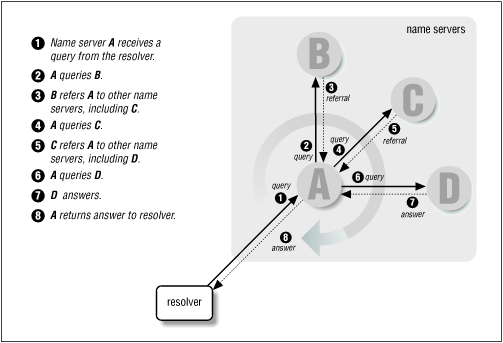 name servers
1 Name server A receives a
query from the resolver.
2 A queries B.
3 B refers A to other name
servers, including C.
4 A queries C.
5 C refers A to other name
servers, including D.
6 A queries D.
7 D answers.
8 A returns answer to resolver.
B
3
referral
C
5
referral
2
query
query
4
A
6 query
D
7
answer
query
1
8
answer
resolver